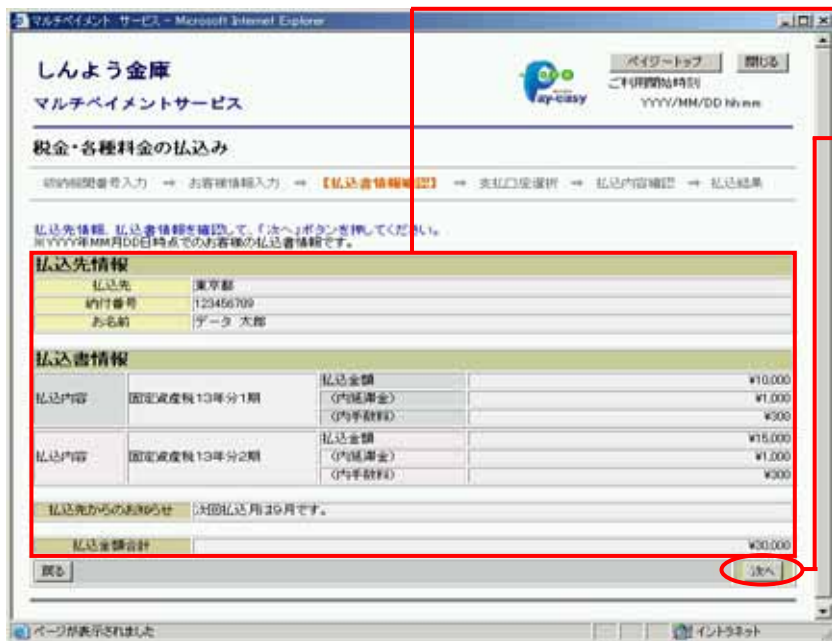 マルチペイメント サービス - Microsoft Internet Explorer
しんよう金庫
マルチペイメントサービス
Pay-easy
ペイジートップ 閉じる
ご利用開始時刻
YYYY/MM/DD hh:mm
税金・各種料金の払込み
収納機関番号入力 → お客様情報入力 → 【払込書情報確認】 → 支払口座選択 → 払込内容確認 → 払込結果
払込先情報、払込書情報を確認して、「次へ」ボタンを押してください。
※YYYY年MM月DD日時点でのお客様の払込書情報です。
払込先情報
払込先 東京都
納付番号 123456789
お名前 データ 太郎
払込書情報
払込内容 固定資産税13年分1期 払込金額 ¥10,000
(内延滞金) ¥1,000
(内手数料) ¥300
払込内容 固定資産税13年分2期 払込金額 ¥15,000
(内延滞金) ¥1,000
(内手数料) ¥300
払込先からのお知らせ 次回払込月は9月です。
払込金額合計 ¥30,000
戻る 次へ
ページが表示されました イントラネット